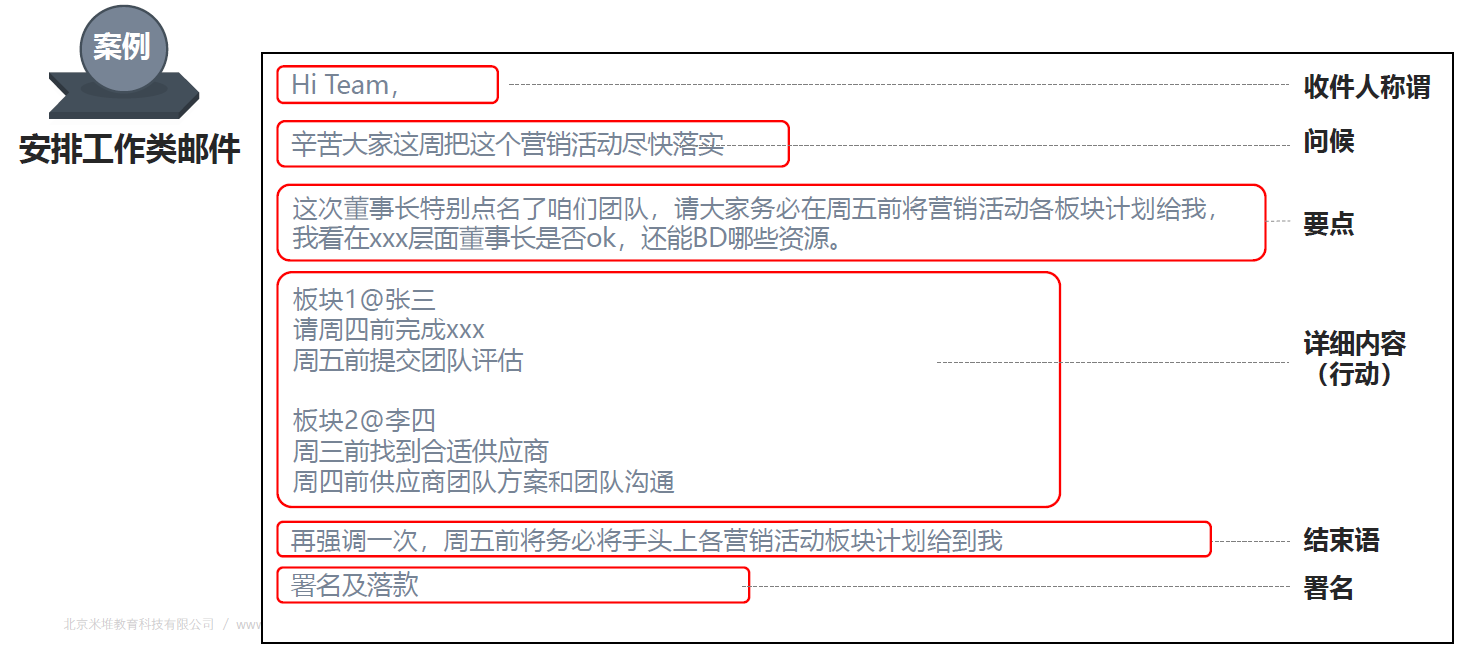 案例
安排工作类邮件
Hi Team,
收件人称谓
辛苦大家这周把这个营销活动尽快落实
问候
这次董事长特别点名了咱们团队，请大家务必在周五前将营销活动各板块计划给我，
我看在xxx层面董事长是否ok，还能BD哪些资源。
要点
板块1@张三
请周四前完成xxx
周五前提交团队评估
板块2@李四
周三前找到合适供应商
周四前供应商团队方案和团队沟通
详细内容
（行动）
再强调一次，周五前将务必将手头上各营销活动板块计划给到我
结束语
署名及落款
署名
北京米堆教育科技有限公司 / www